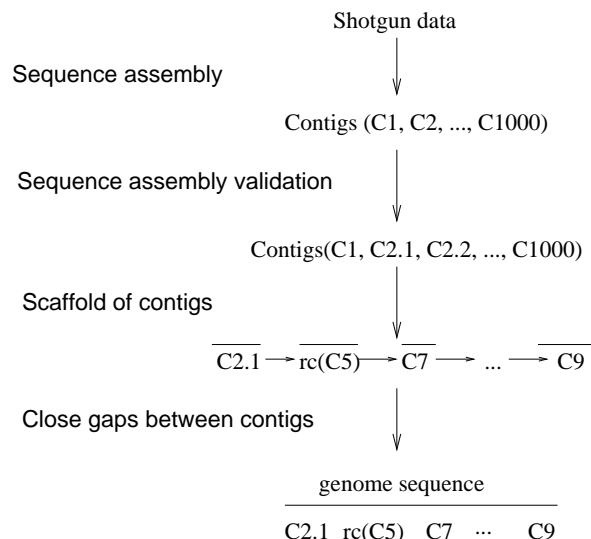 Shotgun data
Sequence assembly
Contigs (C1, C2, ..., C1000)
Sequence assembly validation
Contigs(C1, C2.1, C2.2, ..., C1000)
Scaffold of contigs
C2.1 rc(C5) C7 ... C9
Close gaps between contigs
genome sequence
C2.1 rc(C5) C7 ... C9